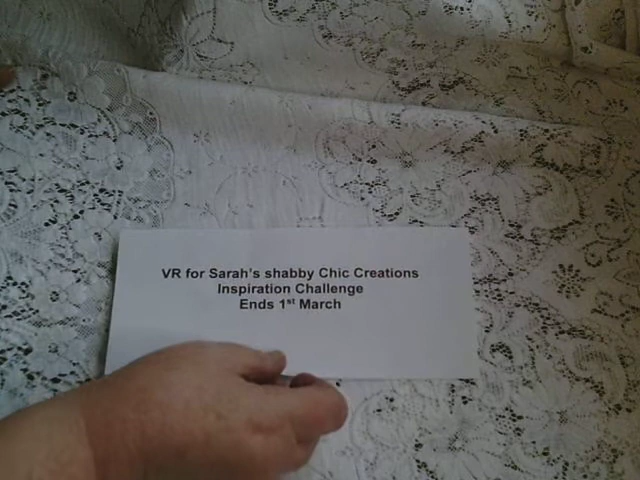 VR for Sarah's shabby Chic Creations
Inspiration Challenge
Ends 1st March